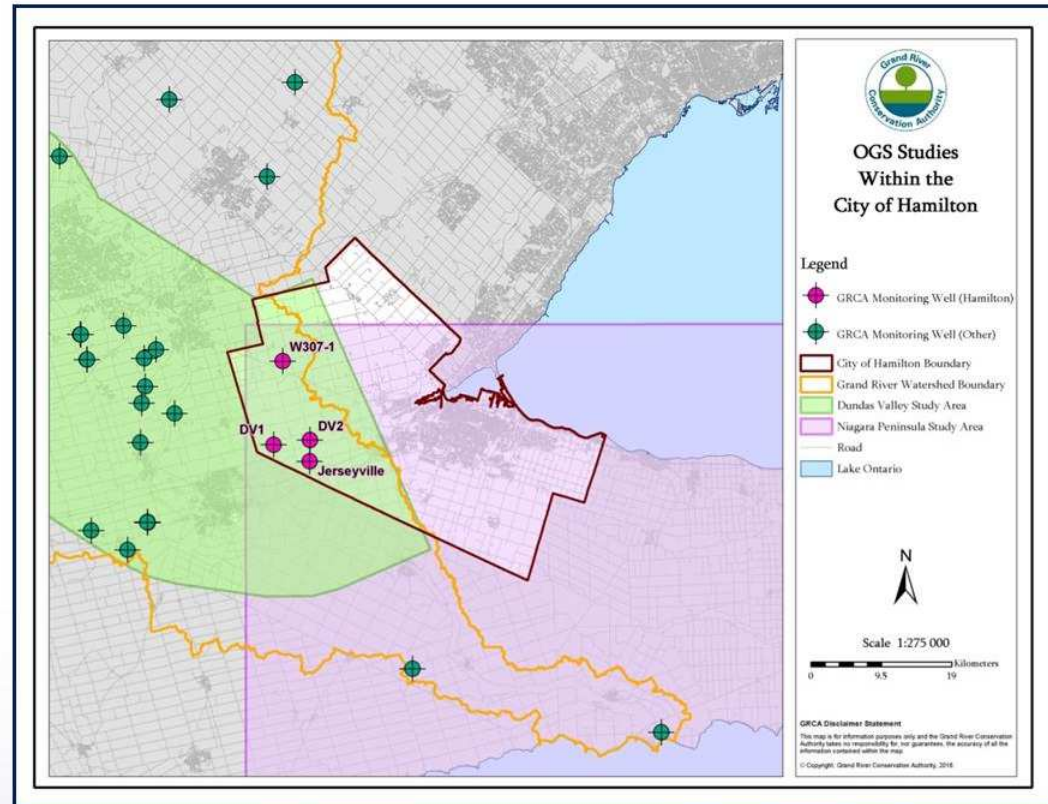 Grand River
Conservation Authority
OGS Studies
Within the
City of Hamilton
Legend
GRCA Monitoring Well (Hamilton)
GRCA Monitoring Well (Other)
City of Hamilton Boundary
Grand River Watershed Boundary
Dundas Valley Study Area
Niagara Peninsula Study Area
Road
Lake Ontario
W307-1
DV1
DV2
Jerseyville
N
Scale 1:275 000
Kilometers
0 9.5 19
GRCA Disclaimer Statement
This map is for information purposes only and the Grand River Conservation
Authority takes no responsibility for, nor guarantees, the accuracy of all the
information contained within the map.
© Copyright, Grand River Conservation Authority, 2016